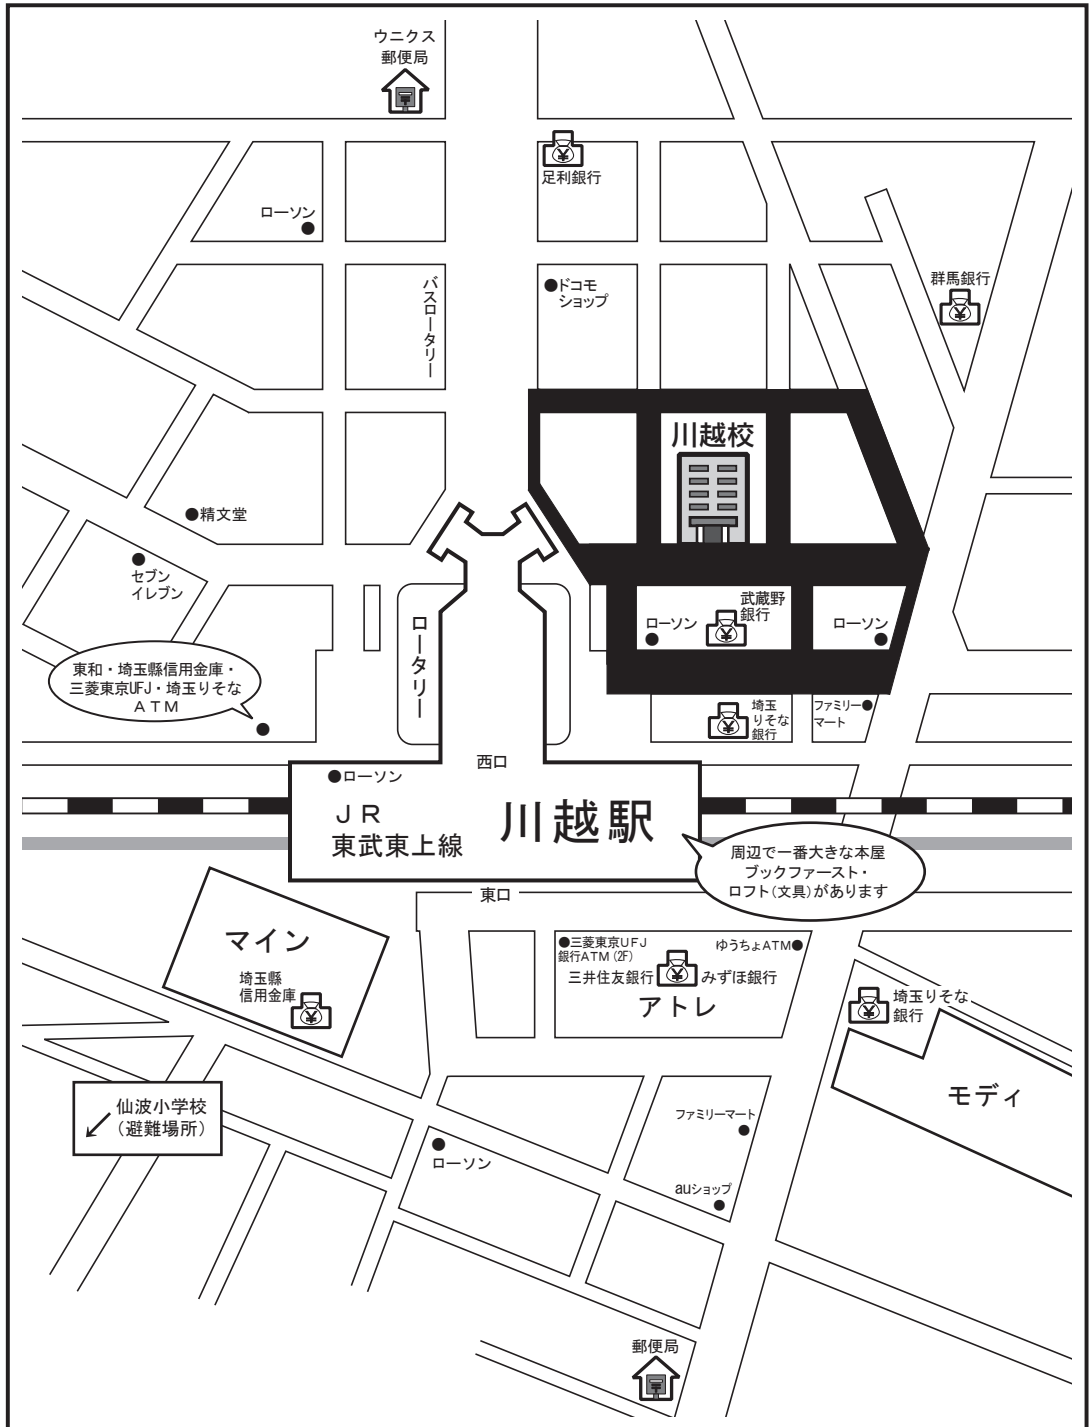 ウニクス
郵便局
足利銀行
ローソン
バスロータリー
ドコモ
ショップ
群馬銀行
川越校
精文堂
セブン
イレブン
ロータリー
ローソン
武蔵野
銀行
ローソン
東和・埼玉縣信用金庫・
三菱東京UFJ・埼玉りそな
ATM
埼玉
りそな
銀行
ファミリー
マート
西口
ローソン
JR
東武東上線
川越駅
周辺で一番大きな本屋
ブックファースト・
ロフト(文具)があります
東口
マイン
埼玉縣
信用金庫
三菱東京UFJ
銀行ATM(2F)
ゆうちょATM
三井住友銀行
みずほ銀行
アトレ
埼玉りそな
銀行
モディ
仙波小学校
(避難場所)
ファミリーマート
ローソン
auショップ
郵便局